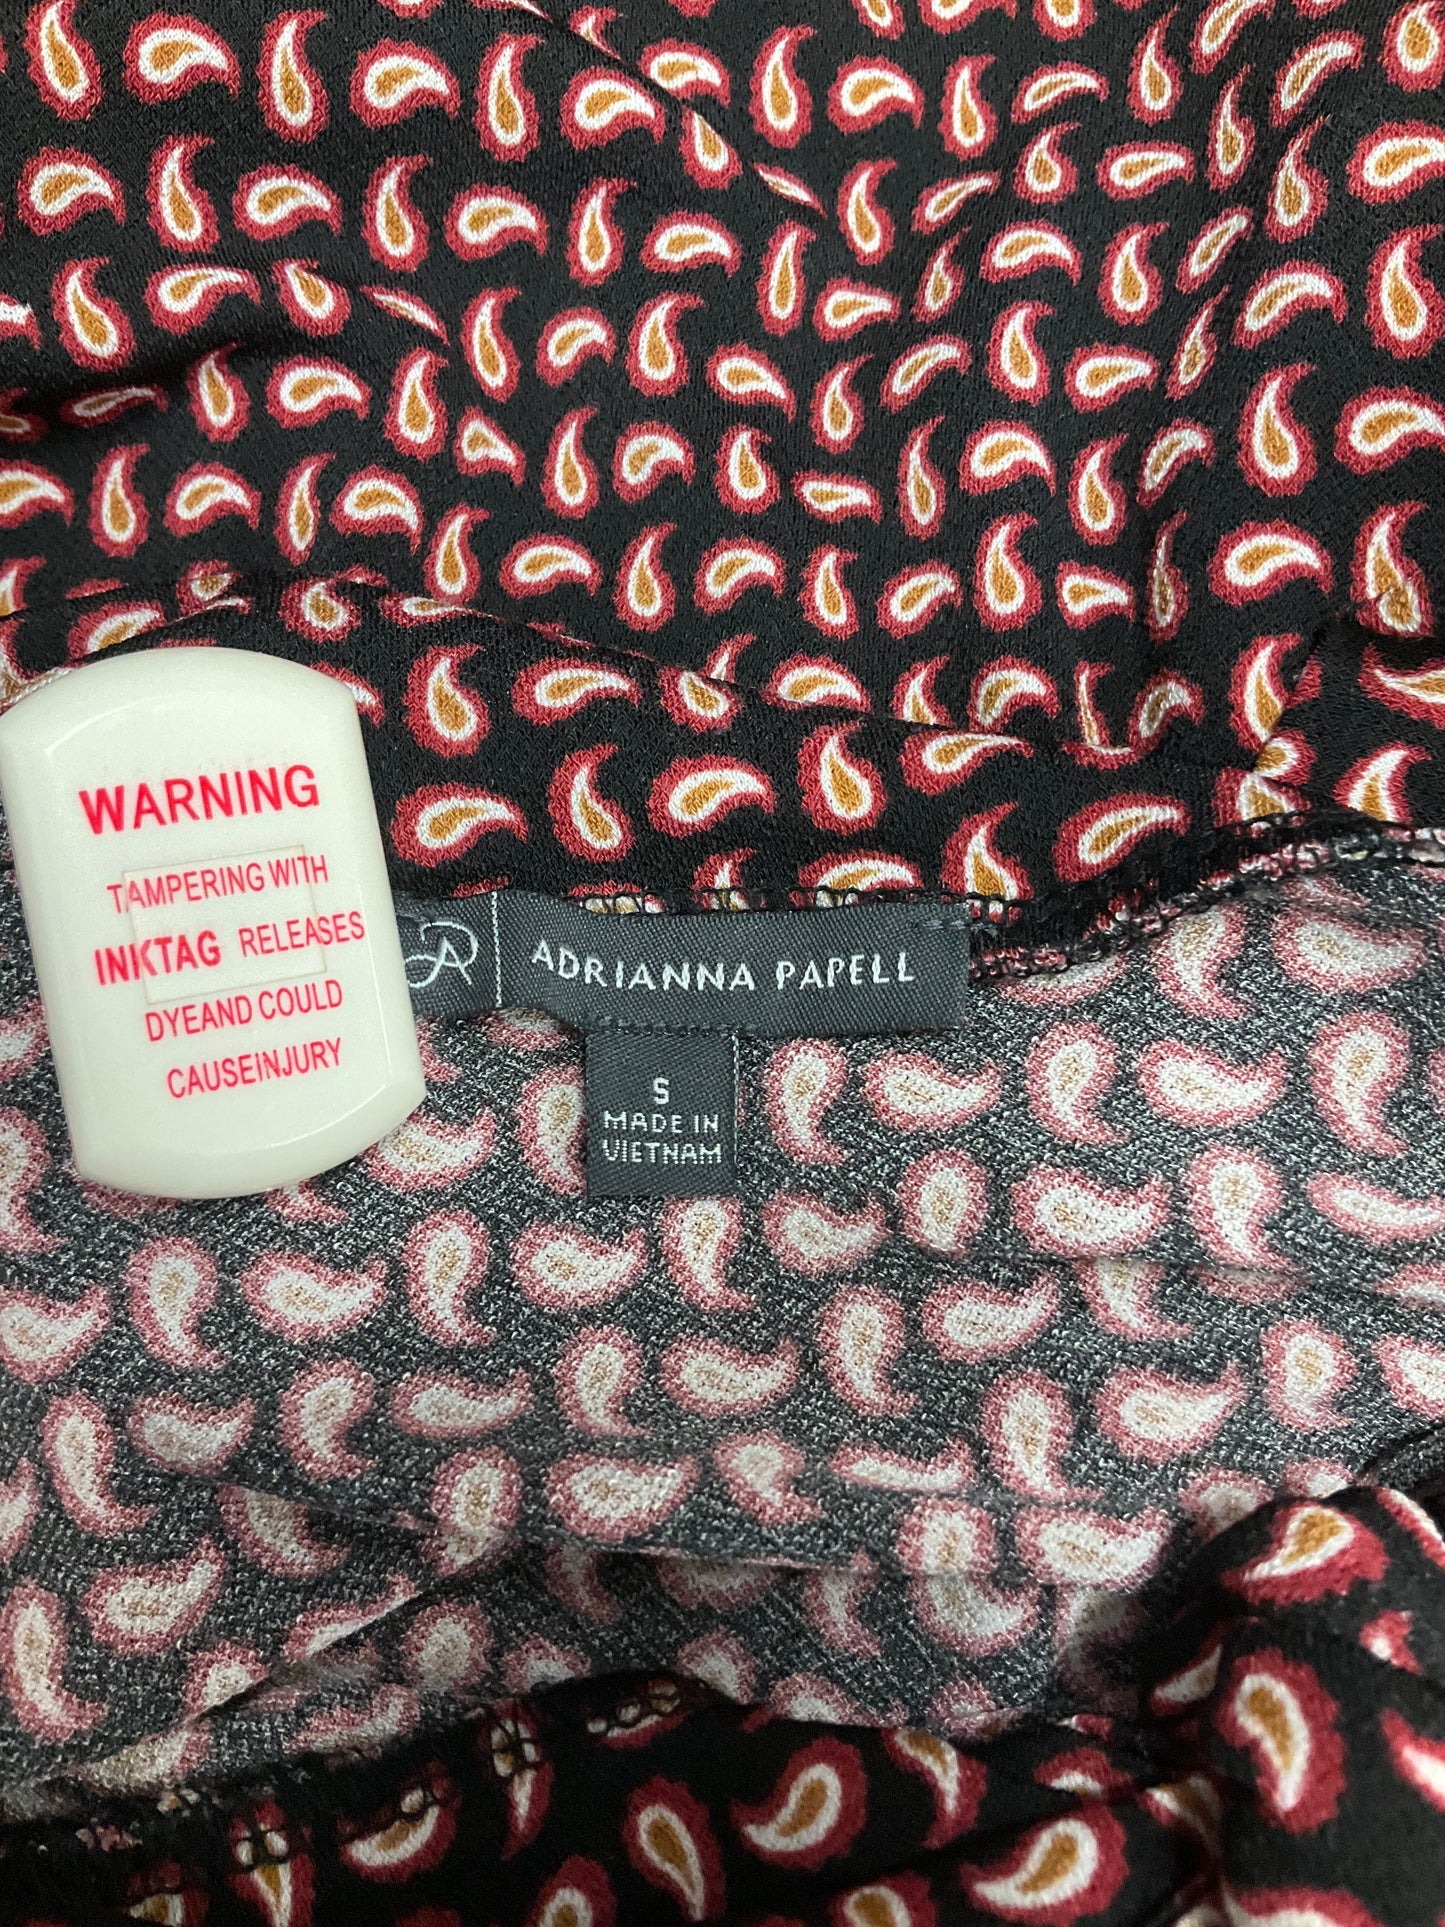 WARNING
TAMPERING WITH
INKTAG RELEASES
DYEAND COULD
CAUSEINJURY
ADRIANNA PAPELL
S
MADE IN
VIETNAM